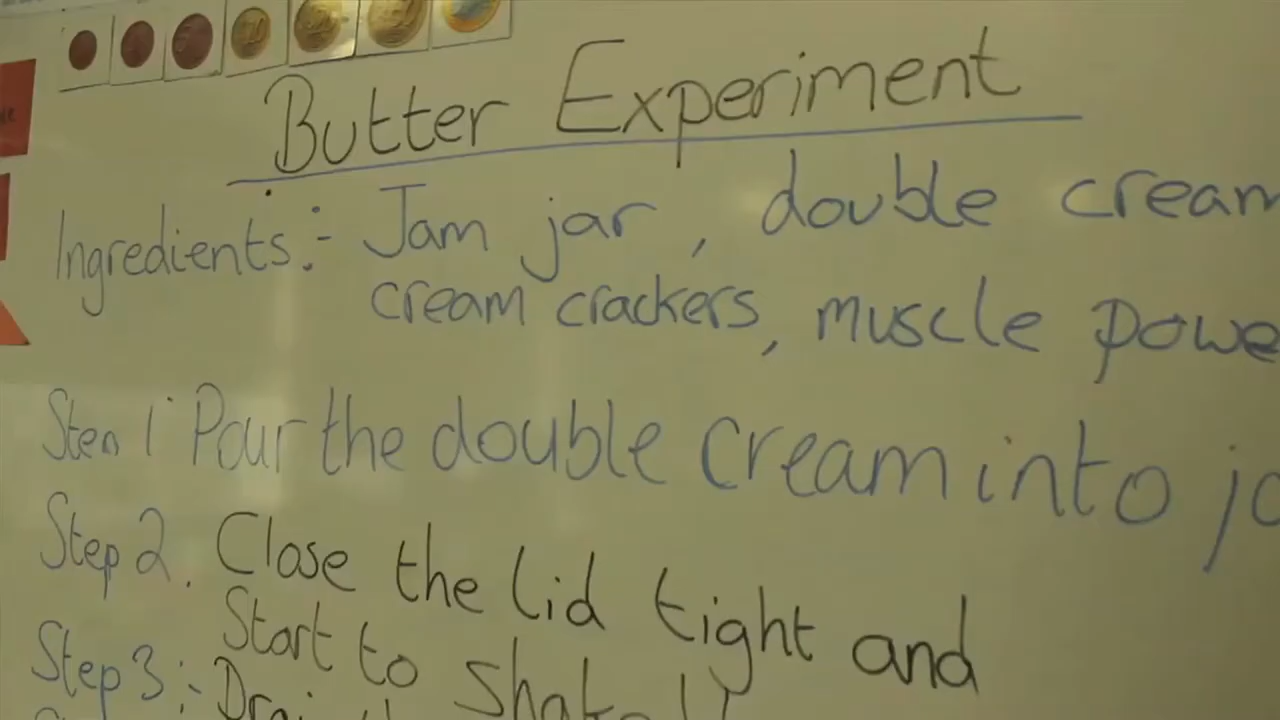 Butter Experiment
Ingredients:- Jam jar, double cream
cream crackers, muscle powe
Step 1: Pour the double cream into ja
Step 2. Close the lid tight and
Start to shake!!
Step 3:-